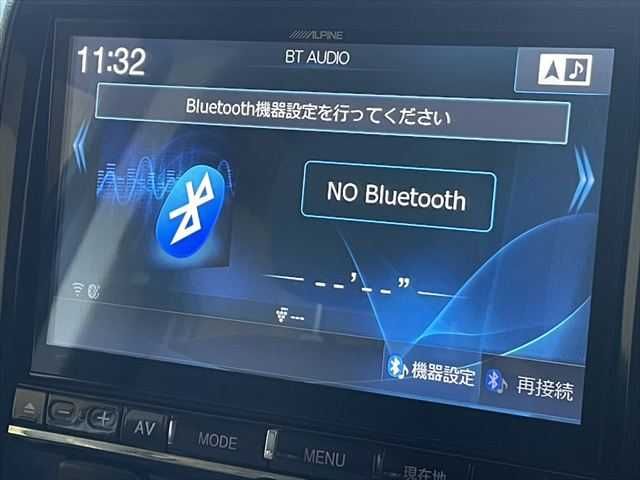 ALPINE
11:32
BT AUDIO
Bluetooth機器設定を行ってください
NO Bluetooth
--'--"
---
機器設定
再接続
AV
MODE
MENU
現在地